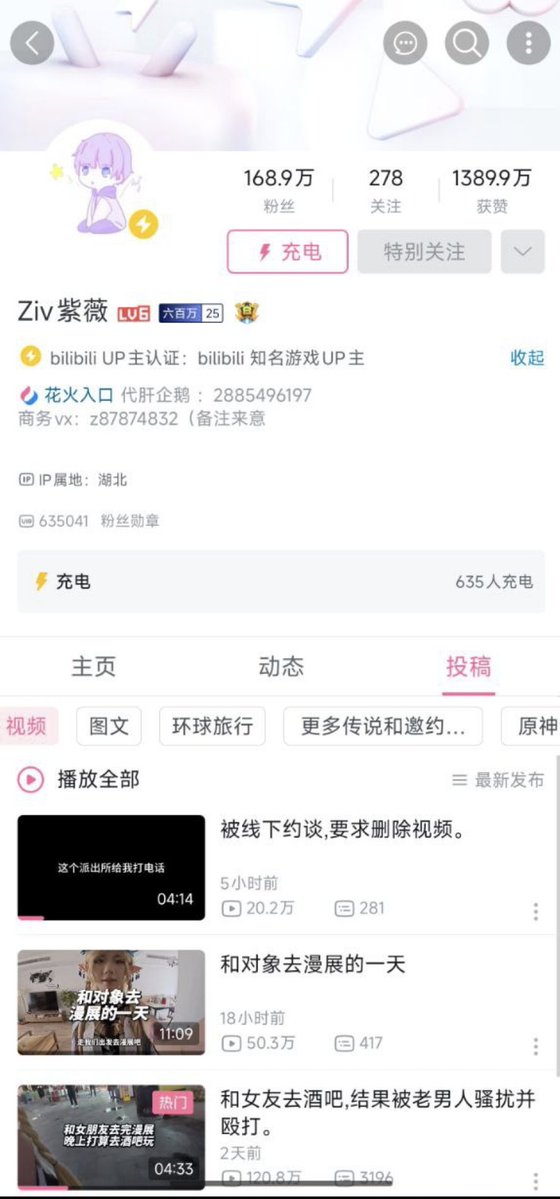 168.9万 278 1389.9万
粉丝 关注 获赞
充电 特别关注
Ziv紫薇 LV6 六百万 25
bilibili UP主认证：bilibili 知名游戏UP主 收起
花火入口 代肝企鹅 ：2885496197
商务vx：z87874832（备注来意
IP IP属地：湖北
UID 635041 粉丝勋章
充电 635人充电
主页 动态 投稿
视频 图文 环球旅行 更多传说和邀约... 原神
播放全部 最新发布
被线下约谈,要求删除视频。
这个派出所给我打电话
04:14
5小时前
20.2万 281
和对象去漫展的一天
和对象去
漫展的一天
走我们出发去漫展吧
11:09
18小时前
50.3万 417
和女友去酒吧,结果被老男人骚扰并
殴打。
热门
和女朋友去完漫展
晚上打算去酒吧玩
04:33
2天前
120.8万 3196